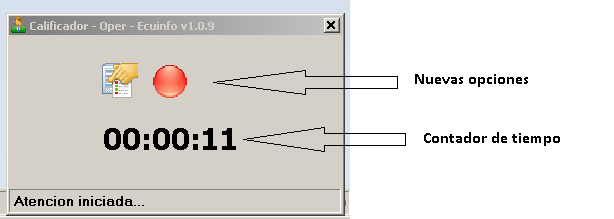 Calificador - Oper - Ecuinfo v1.0.9
Nuevas opciones
00:00:11
Contador de tiempo
Atencion iniciada...